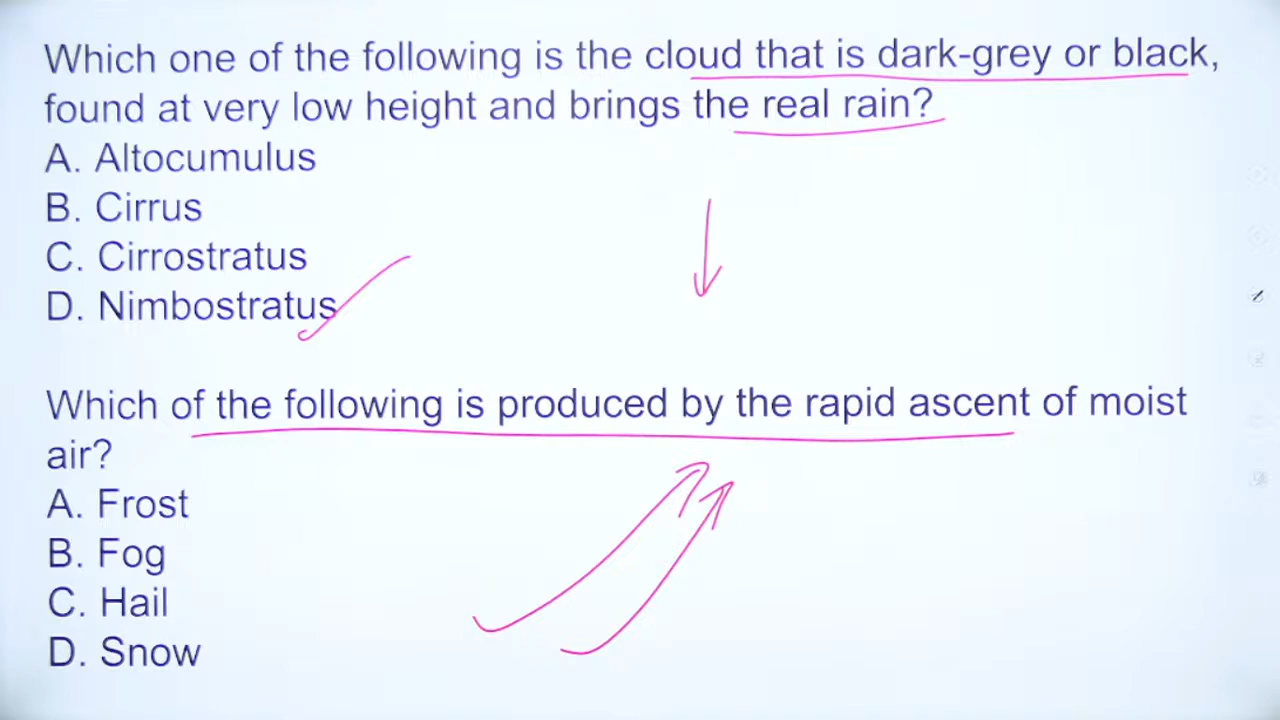 Which one of the following is the cloud that is dark-grey or black,
found at very low height and brings the real rain?
A. Altocumulus
B. Cirrus
C. Cirrostratus
D. Nimbostratus
Which of the following is produced by the rapid ascent of moist
air?
A. Frost
B. Fog
C. Hail
D. Snow